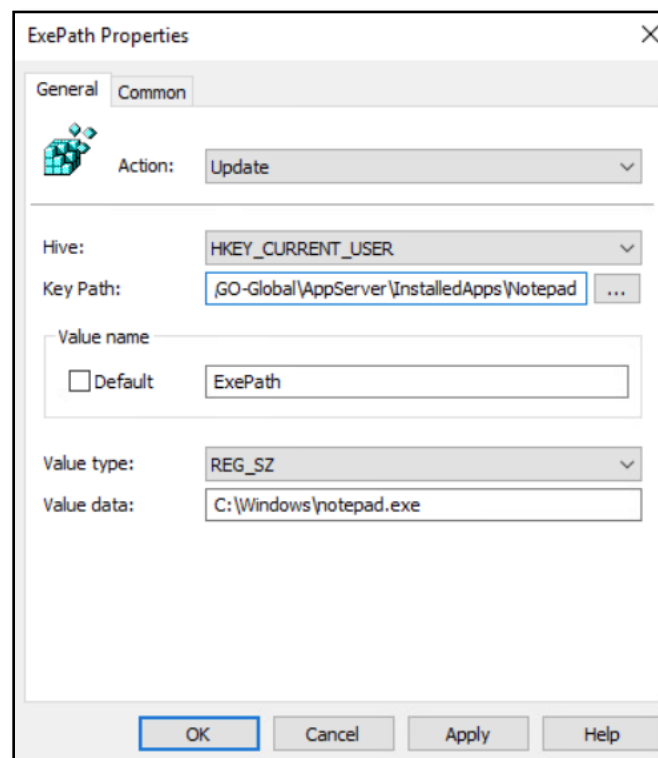 ExePath Properties
General Common
Action: Update
Hive: HKEY_CURRENT_USER
Key Path: GO-Global\AppServer\InstalledApps\Notepad ...
Value name
Default ExePath
Value type: REG_SZ
Value data: C:\Windows\notepad.exe
OK Cancel Apply Help